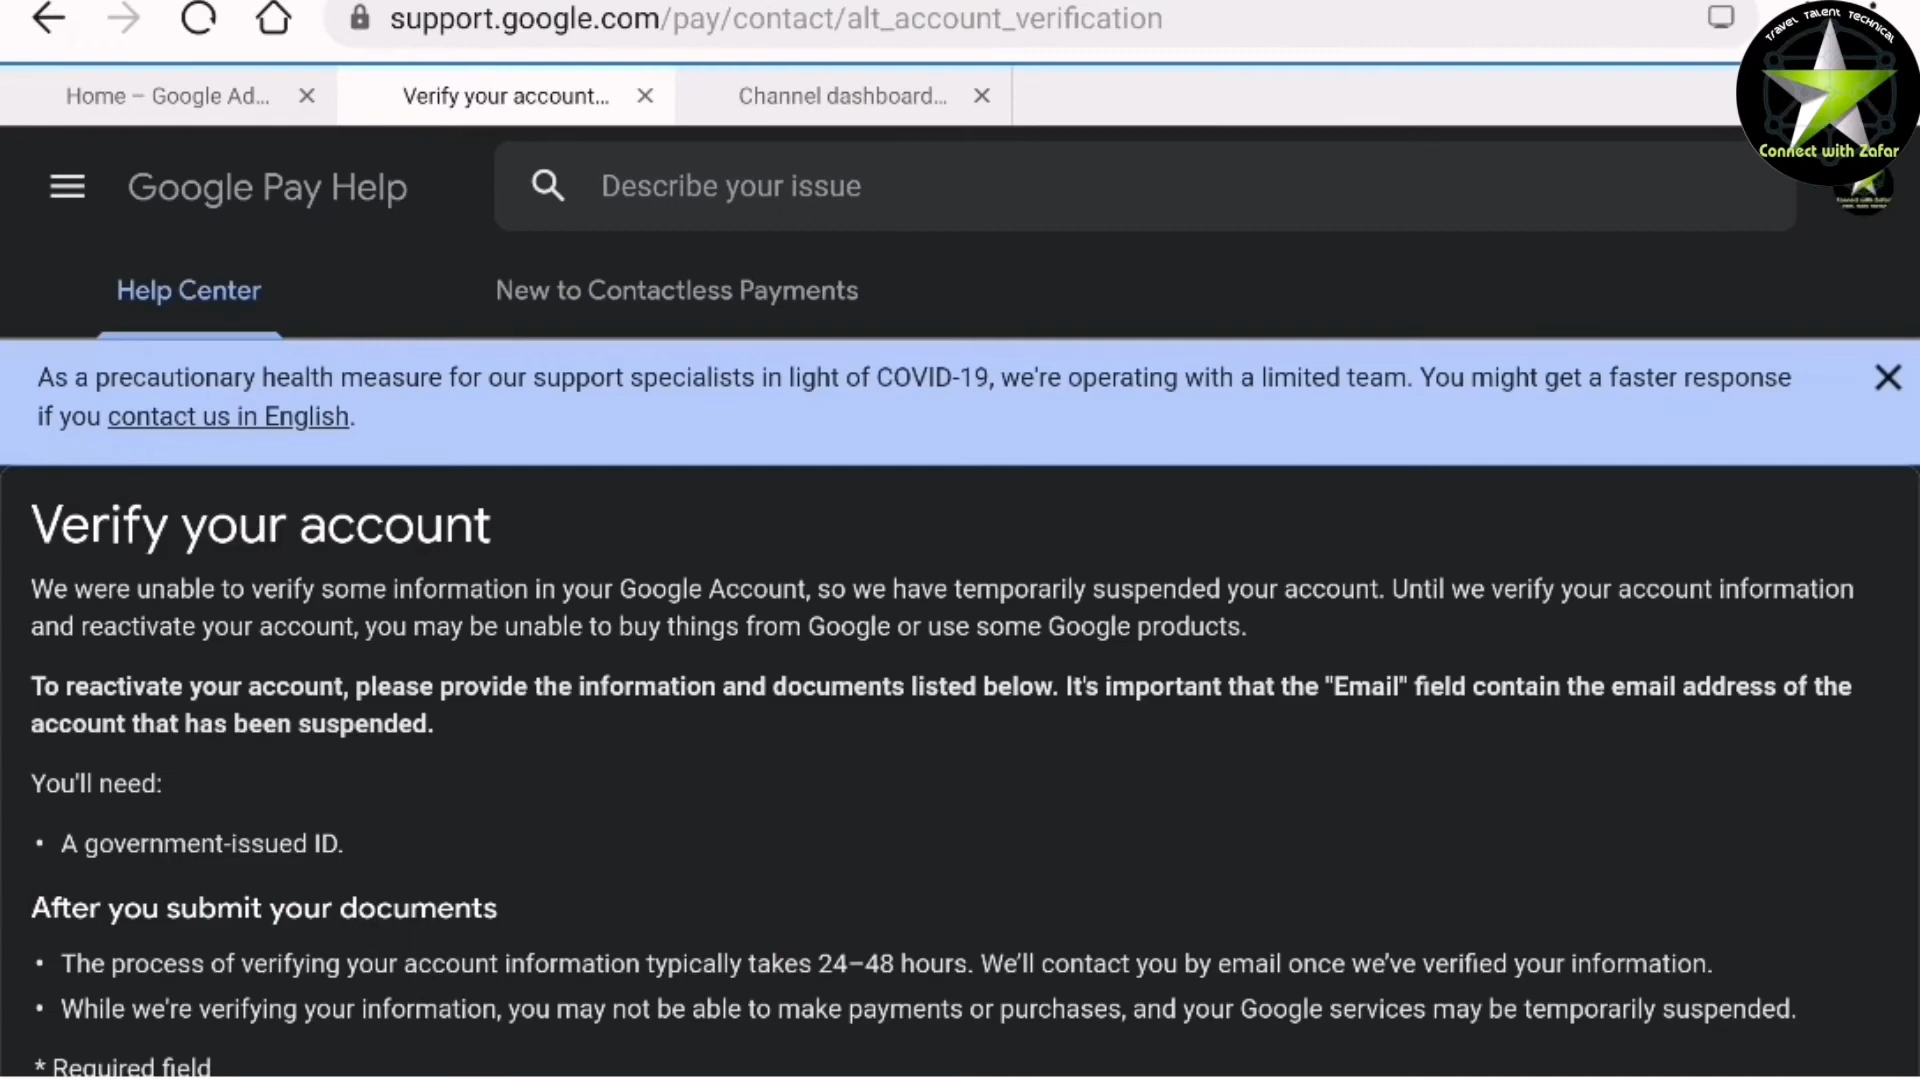 support.google.com/pay/contact/alt_account_verification
TRAVEL TALENT TECHNICAL
Connect with Zafar
Home – Google Ad...
Verify your account...
Channel dashboard...
Google Pay Help
Describe your issue
Help Center
New to Contactless Payments
As a precautionary health measure for our support specialists in light of COVID-19, we're operating with a limited team. You might get a faster response
if you contact us in English.
Verify your account
We were unable to verify some information in your Google Account, so we have temporarily suspended your account. Until we verify your account information
and reactivate your account, you may be unable to buy things from Google or use some Google products.
To reactivate your account, please provide the information and documents listed below. It's important that the "Email" field contain the email address of the
account that has been suspended.
You'll need:
• A government-issued ID.
After you submit your documents
• The process of verifying your account information typically takes 24–48 hours. We’ll contact you by email once we’ve verified your information.
• While we're verifying your information, you may not be able to make payments or purchases, and your Google services may be temporarily suspended.
* Required field